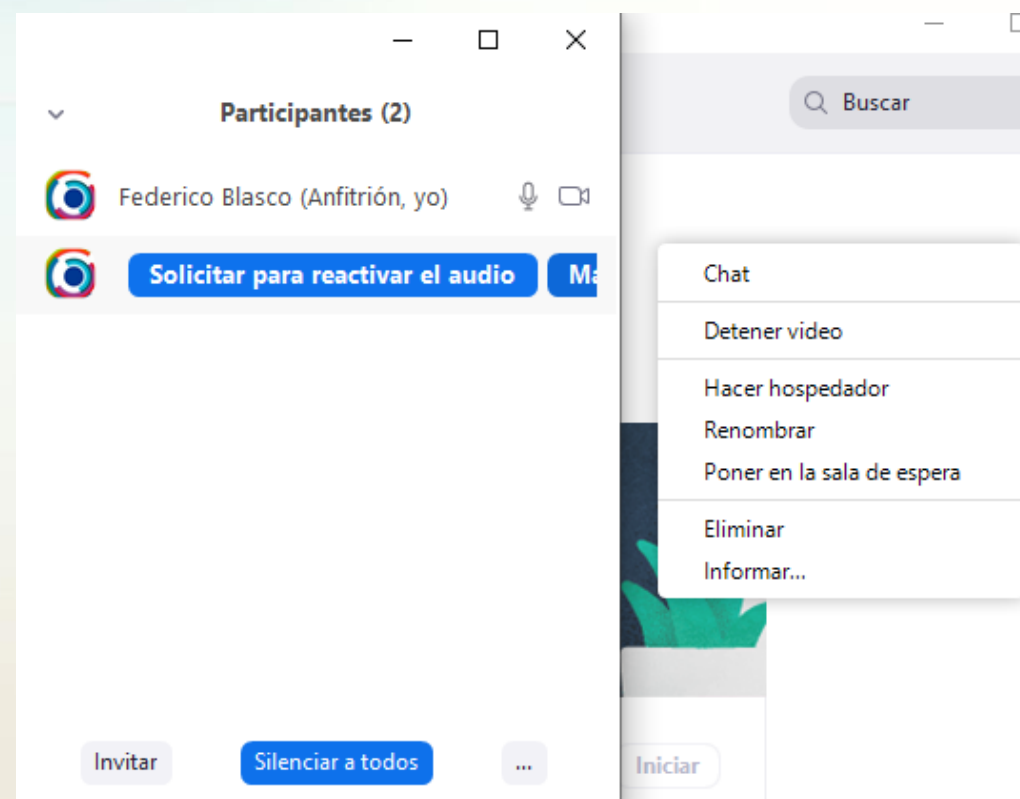 Participantes (2)
Federico Blasco (Anfitrión, yo)
Solicitar para reactivar el audio
Invitar
Silenciar a todos
...
Buscar
Chat
Detener video
Hacer hospedador
Renombrar
Poner en la sala de espera
Eliminar
Informar...
Iniciar